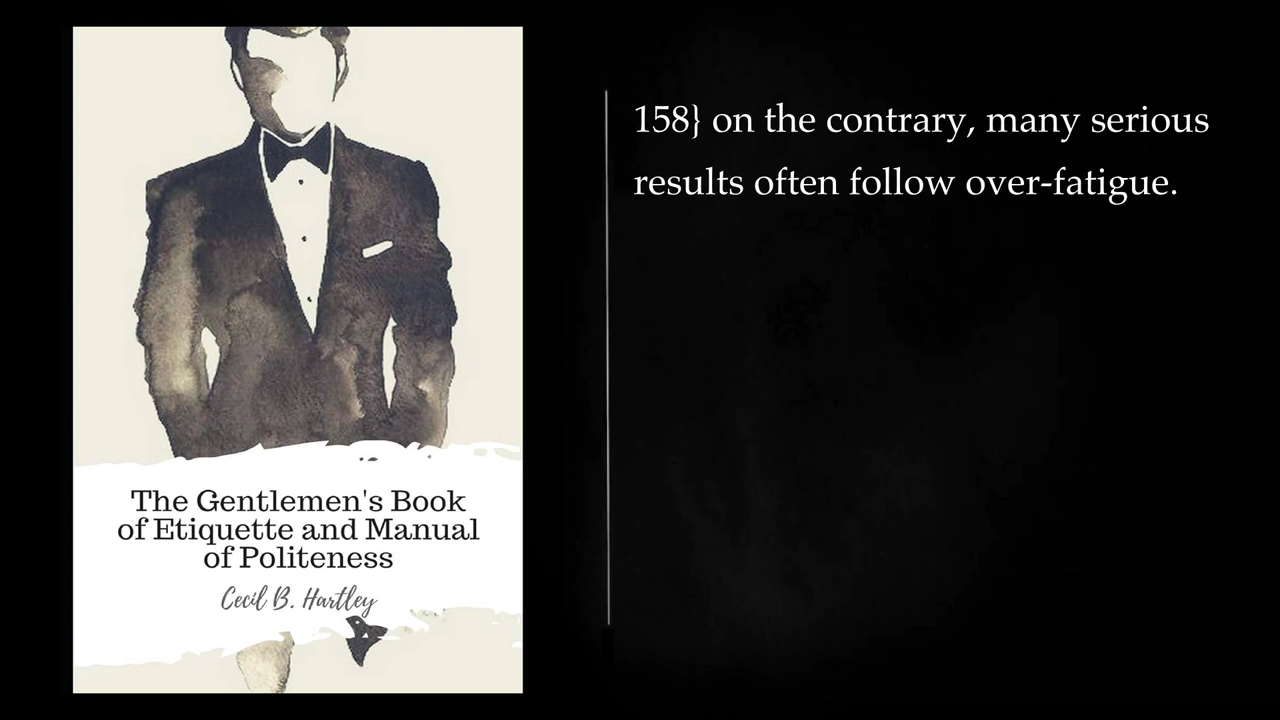 The Gentlemen's Book
of Etiquette and Manual
of Politeness
Cecil B. Hartley
158} on the contrary, many serious
results often follow over-fatigue.